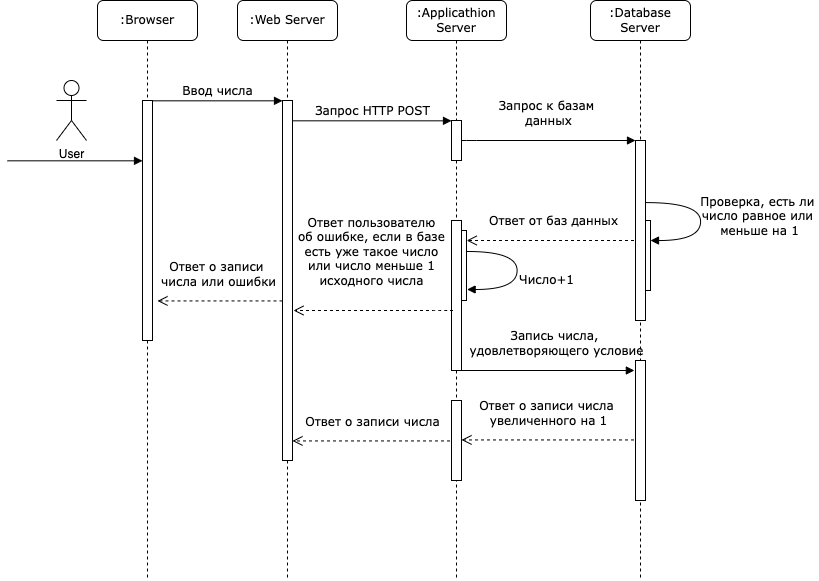 :Browser
:Web Server
:Applicathion
Server
:Database
Server
User
Ввод числа
Запрос HTTP POST
Запрос к базам
данных
Проверка, есть ли
число равное или
меньше на 1
Ответ от баз данных
Ответ пользователю
об ошибке, если в базе
есть уже такое число
или число меньше 1
исходного числа
Число+1
Ответ о записи
числа или ошибки
Запись числа,
удовлетворяющего условие
Ответ о записи числа
увеличенного на 1
Ответ о записи числа